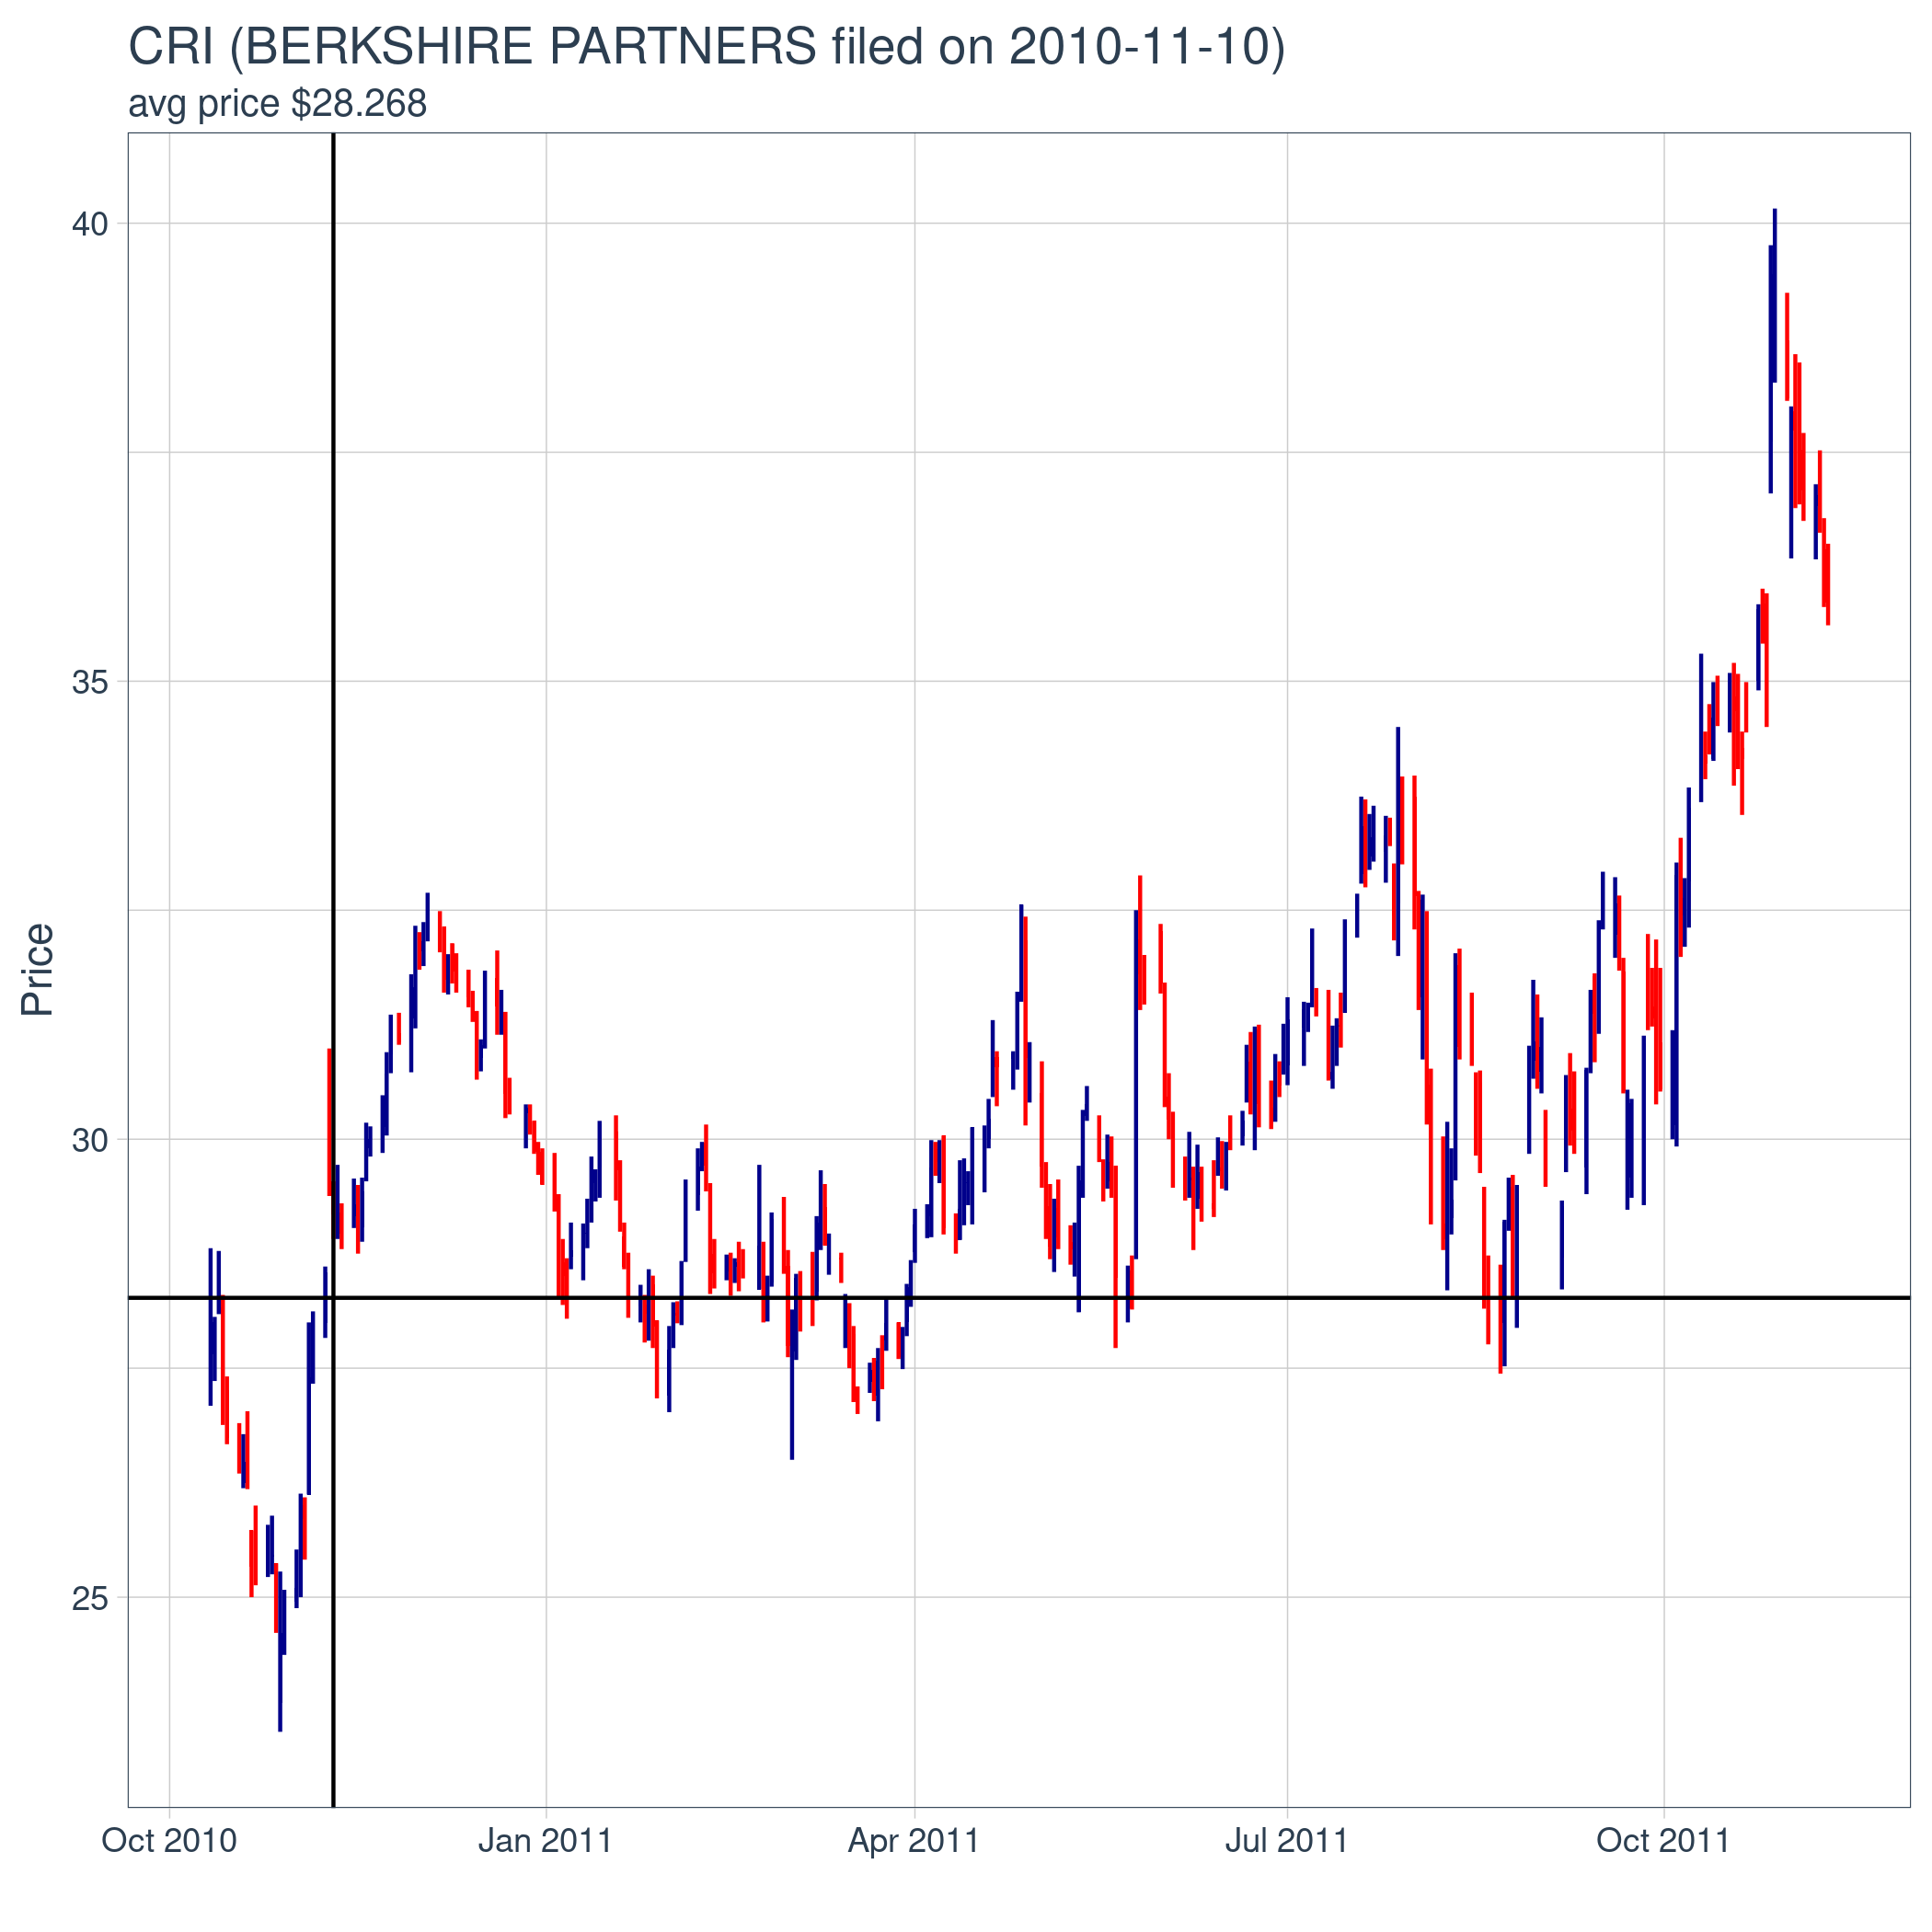 CRI (BERKSHIRE PARTNERS filed on 2010-11-10)
avg price $28.268
40
35
30
25
Price
Oct 2010 Jan 2011 Apr 2011 Jul 2011 Oct 2011